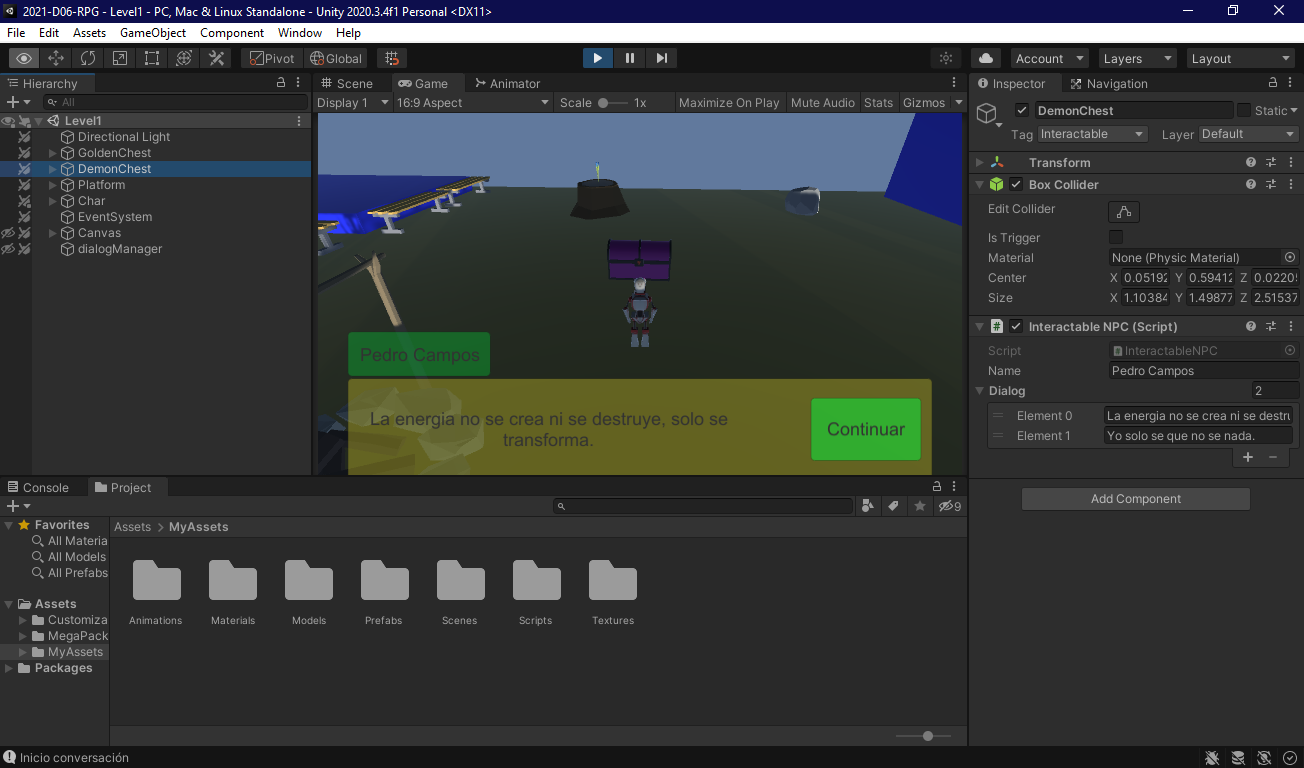 2021-D06-RPG - Level1 - PC, Mac & Linux Standalone - Unity 2020.3.4f1 Personal <DX11>
File Edit Assets GameObject Component Window Help
Pivot Global Account Layers Layout
Hierarchy
All
Level1
Directional Light
GoldenChest
DemonChest
Platform
Char
EventSystem
Canvas
dialogManager
Scene Game Animator
Display 1 16:9 Aspect Scale 1x Maximize On Play Mute Audio Stats Gizmos
Pedro Campos
La energia no se crea ni se destruye, solo se
transforma.
Continuar
Inspector Navigation
DemonChest Static
Tag Interactable Layer Default
Transform
Box Collider
Edit Collider
Is Trigger
Material None (Physic Material)
Center X 0.05192 Y 0.59412 Z 0.0220
Size X 1.10384 Y 1.49877 Z 2.51537
# Interactable NPC (Script)
Script # InteractableNPC
Name Pedro Campos
Dialog 2
Element 0 La energia no se crea ni se destru
Element 1 Yo solo se que no se nada.
+ −
Add Component
Console Project
9
Favorites
All Materia
All Models
All Prefabs
Assets
Customiza
MegaPack
MyAssets
Packages
Assets > MyAssets
Animations Materials Models Prefabs Scenes Scripts Textures
Inicio conversación